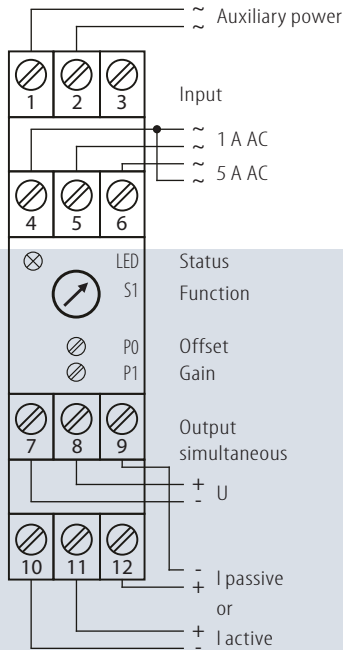 ~ Auxiliary power
~
1 2 3
Input
~ 1 A AC
~
~ 5 A AC
~
4 5 6
LED Status
S1 Function
P0 Offset
P1 Gain
7 8 9
Output
simultaneous
+ U
-
10 11 12
- I passive
+
or
+ I active
-